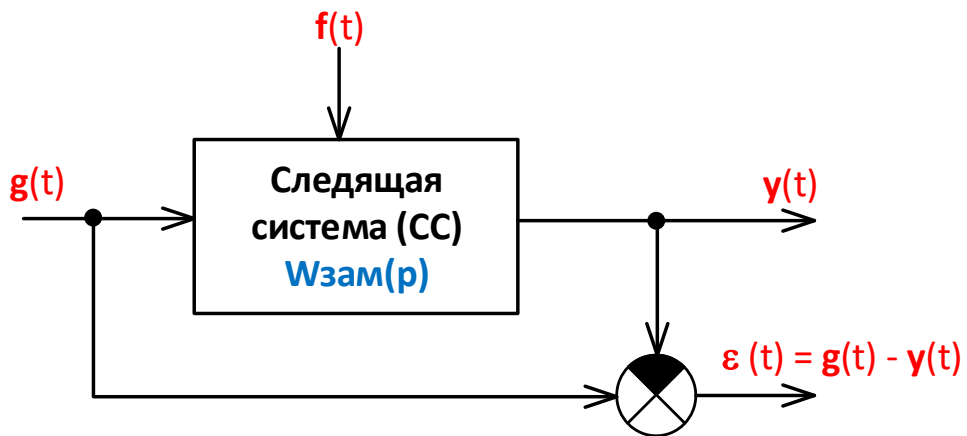 f(t)
g(t)
Следящая
система (СС)
Wзам(p)
y(t)
ε (t) = g(t) - y(t)